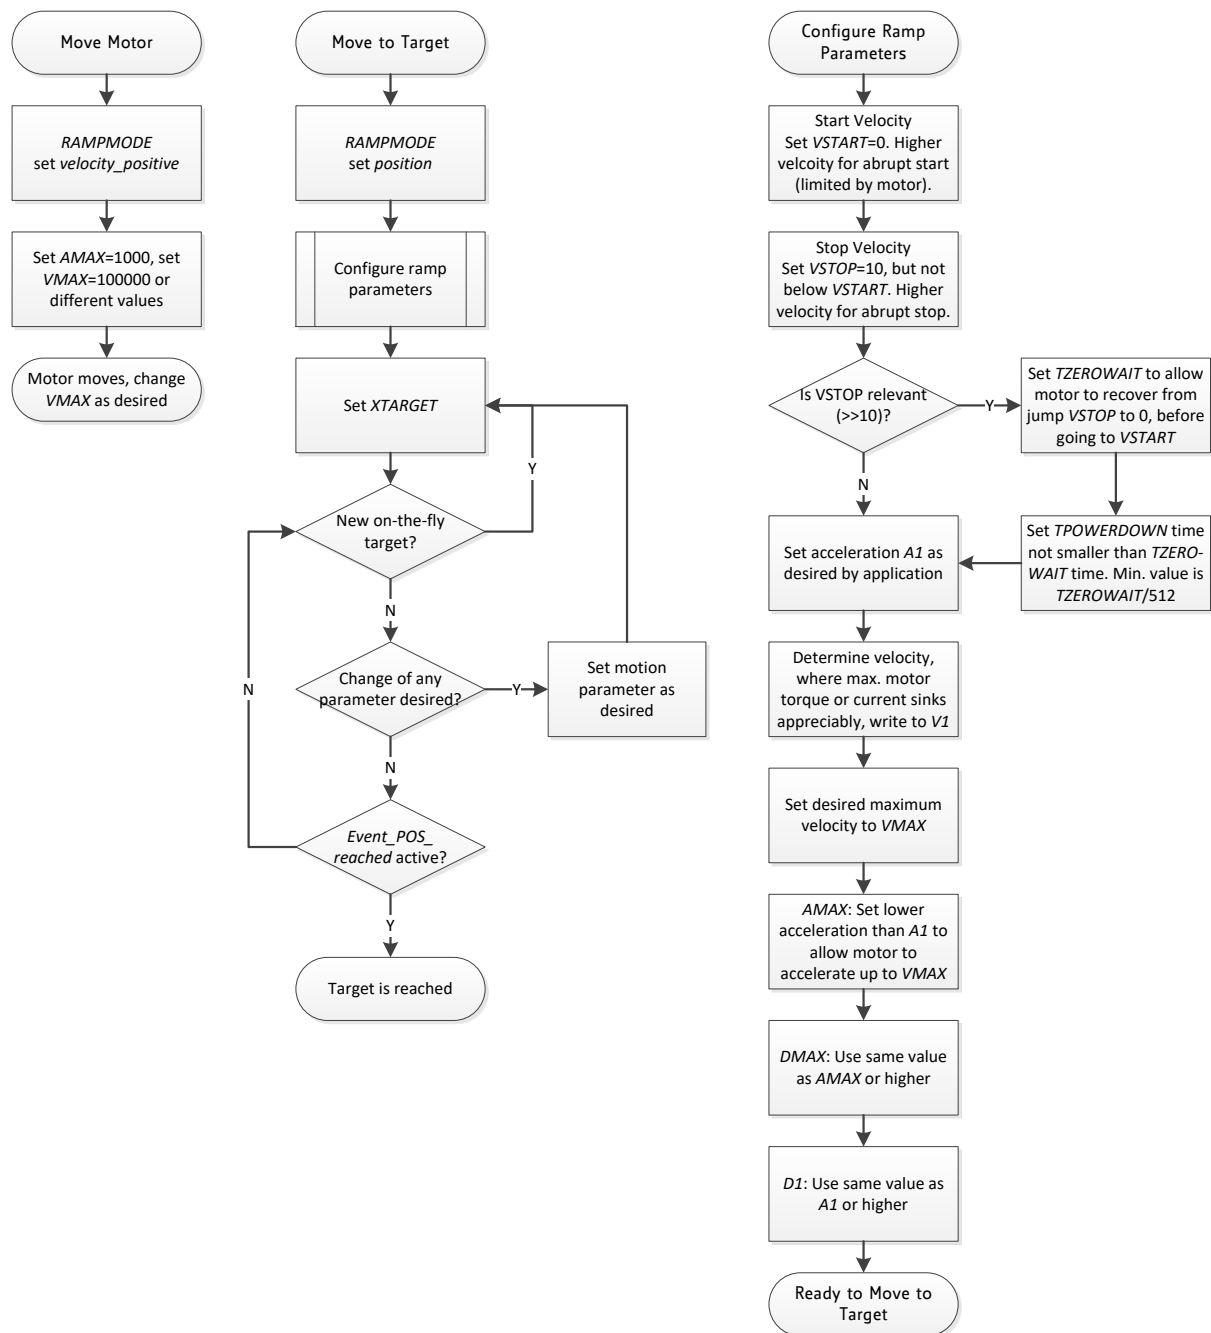 Move Motor
RAMPMODE
set velocity_positive
Set AMAX=1000, set
VMAX=100000 or
different values
Motor moves, change
VMAX as desired
Move to Target
RAMPMODE
set position
Configure ramp
parameters
Set XTARGET
Y
New on-the-fly
target?
N
N
Change of any
parameter desired?
Y
Set motion
parameter as
desired
N
Event_POS_
reached active?
Y
Target is reached
Configure Ramp
Parameters
Start Velocity
Set VSTART=0. Higher
velcoity for abrupt start
(limited by motor).
Stop Velocity
Set VSTOP=10, but not
below VSTART. Higher
velocity for abrupt stop.
Is VSTOP relevant
(>>10)?
Y
Set TZEROWAIT to allow
motor to recover from
jump VSTOP to 0, before
going to VSTART
N
Set TPOWERDOWN time
not smaller than TZERO-
WAIT time. Min. value is
TZEROWAIT/512
Set acceleration A1 as
desired by application
Determine velocity,
where max. motor
torque or current sinks
appreciably, write to V1
Set desired maximum
velocity to VMAX
AMAX: Set lower
acceleration than A1 to
allow motor to
accelerate up to VMAX
DMAX: Use same value
as AMAX or higher
D1: Use same value as
A1 or higher
Ready to Move to
Target